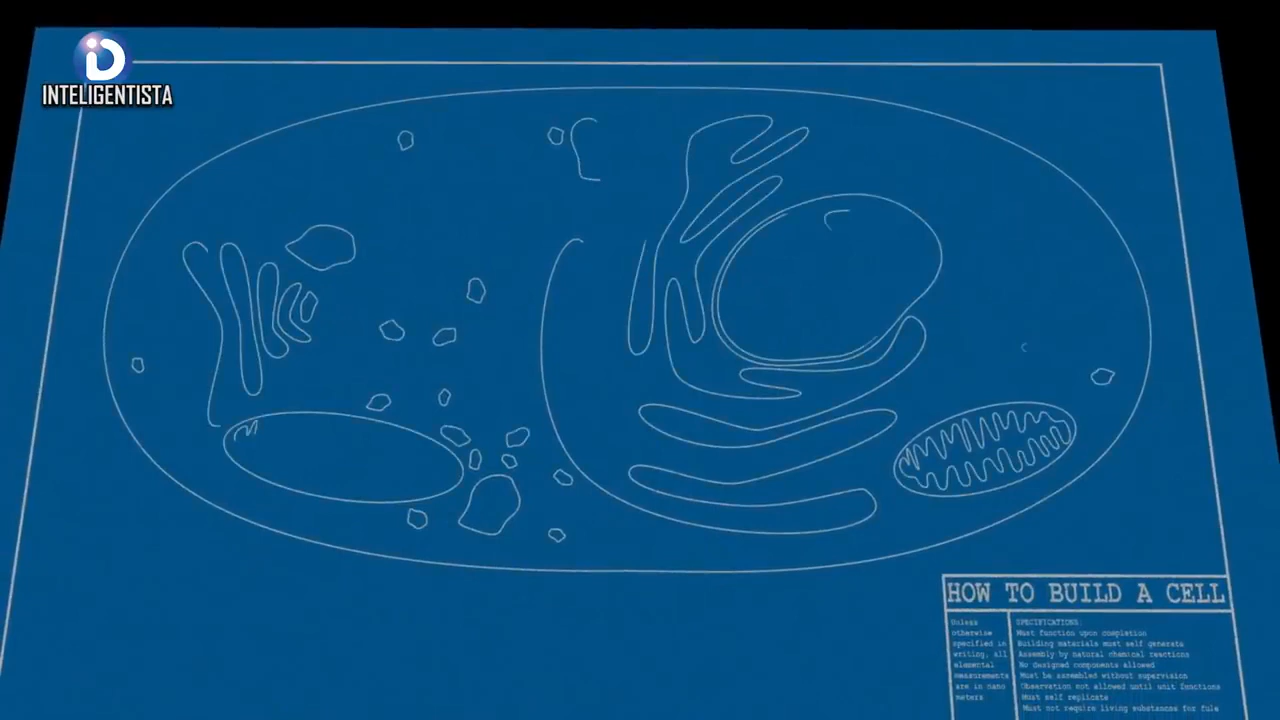 INTELIGENTISTA
HOW TO BUILD A CELL
Unless
otherwise
specified in
writing, all
elemental
measurements
are in nano
meters
SPECIFICATIONS:
Must function upon completion
Building materials must self generate
Assembly by natural chemical reactions
No designed components allowed
Must be assembled without supervision
Observation not allowed until unit functions
Must self replicate
Must not require living substances for fule